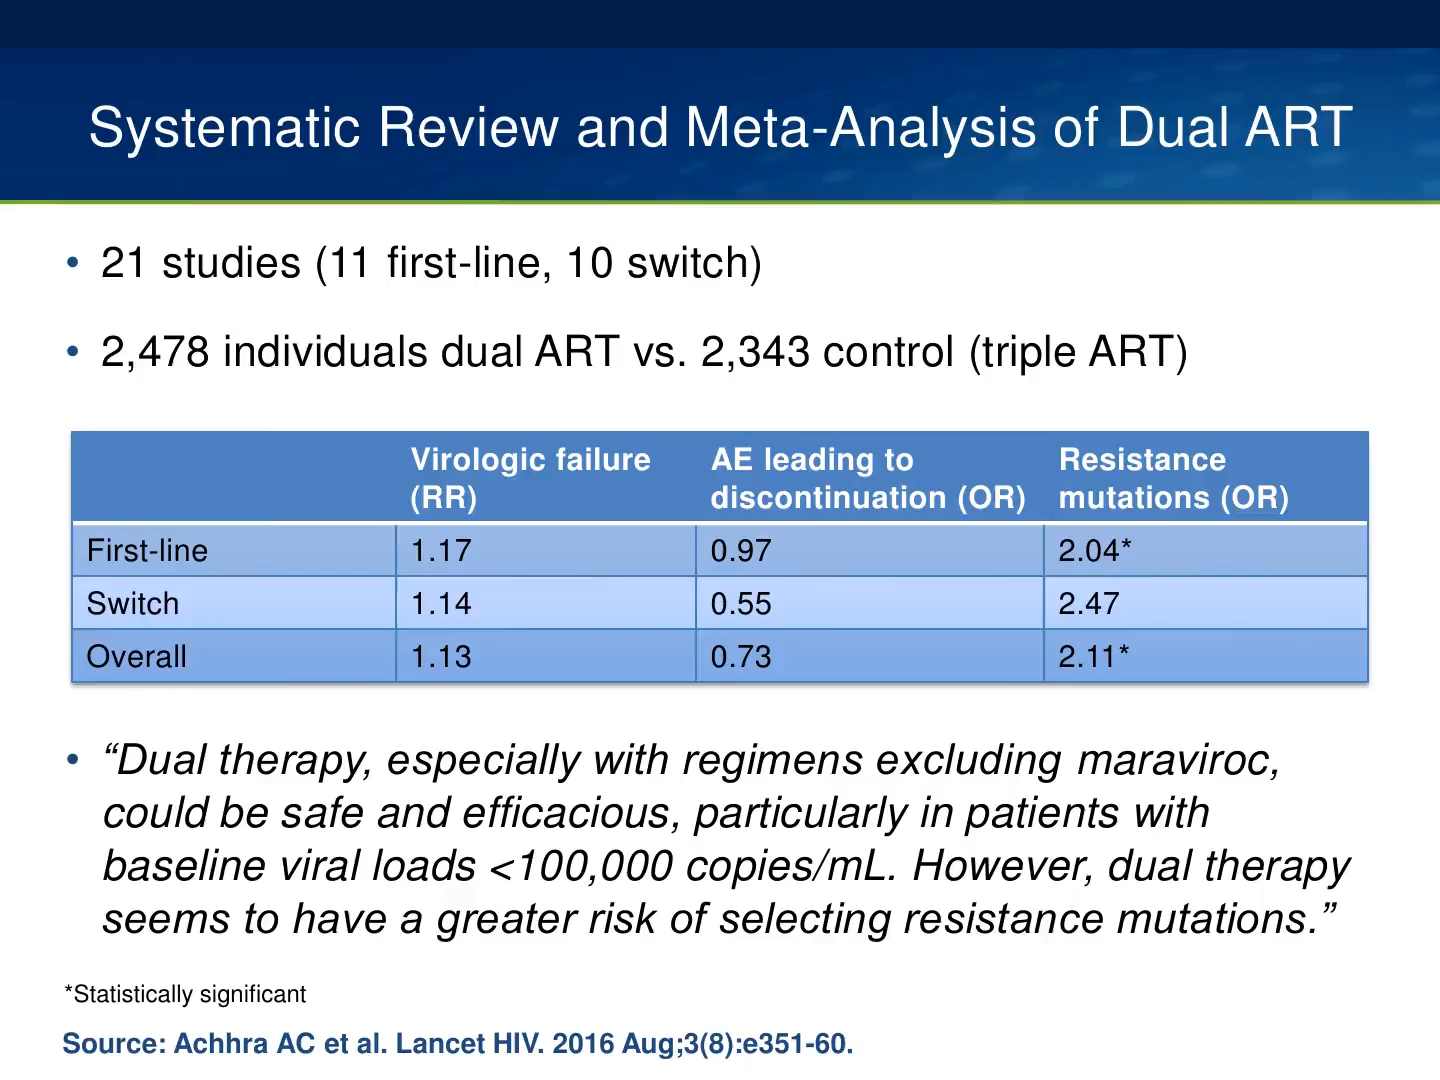 Systematic Review and Meta-Analysis of Dual ART
• 21 studies (11 first-line, 10 switch)
• 2,478 individuals dual ART vs. 2,343 control (triple ART)
Virologic failure (RR) AE leading to discontinuation (OR) Resistance mutations (OR)
First-line 1.17 0.97 2.04*
Switch 1.14 0.55 2.47
Overall 1.13 0.73 2.11*
• “Dual therapy, especially with regimens excluding maraviroc,
could be safe and efficacious, particularly in patients with
baseline viral loads <100,000 copies/mL. However, dual therapy
seems to have a greater risk of selecting resistance mutations.”
*Statistically significant
Source: Achhra AC et al. Lancet HIV. 2016 Aug;3(8):e351-60.